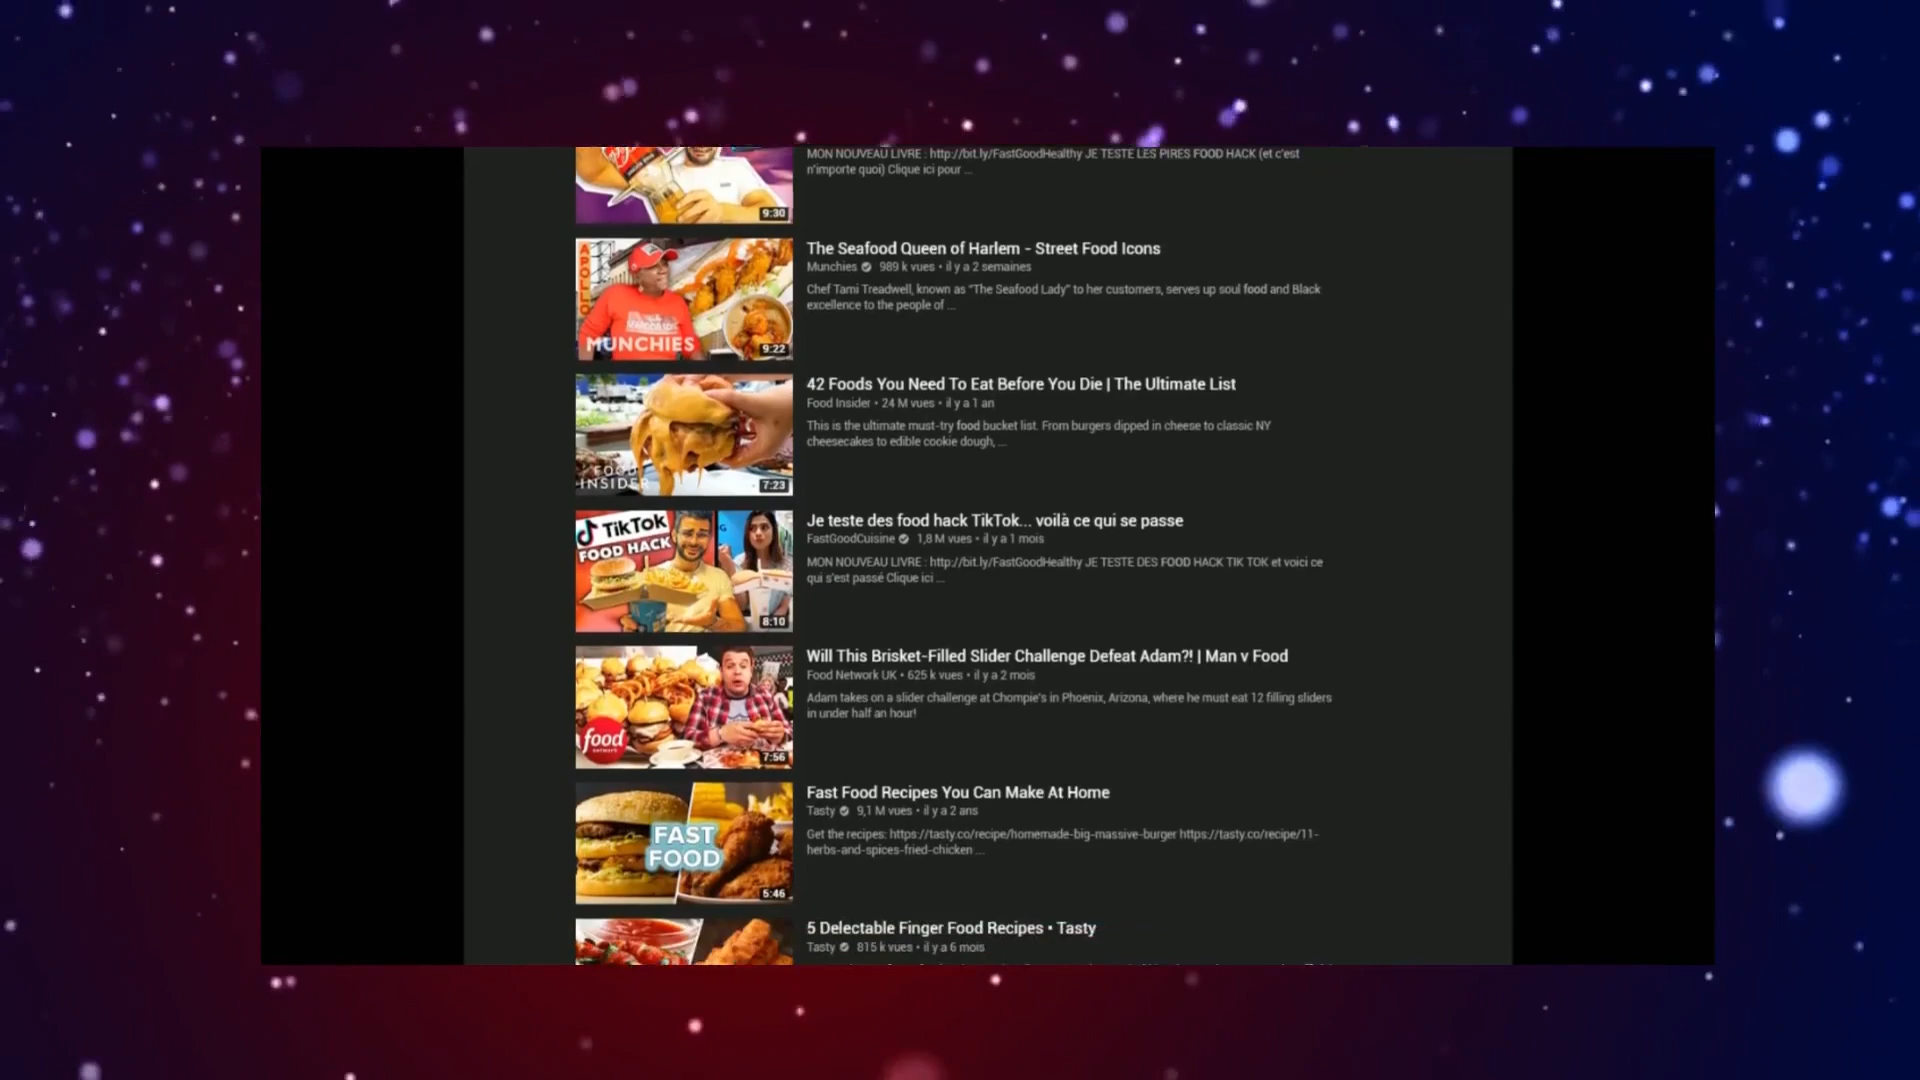 MON NOUVEAU LIVRE : http://bit.ly/FastGoodHealthy JE TESTE LES PIRES FOOD HACK (et c'est
n'importe quoi) Clique ici pour ...
9:30
The Seafood Queen of Harlem - Street Food Icons
Munchies 989 k vues • il y a 2 semaines
Chef Tami Treadwell, known as "The Seafood Lady" to her customers, serves up soul food and Black
excellence to the people of ...
APOLLO
MUNCHIES
9:22
42 Foods You Need To Eat Before You Die | The Ultimate List
Food Insider • 24 M vues • il y a 1 an
This is the ultimate must-try food bucket list. From burgers dipped in cheese to classic NY
cheesecakes to edible cookie dough, ...
FOOD
INSIDER
7:23
Je teste des food hack TikTok... voilà ce qui se passe
FastGoodCuisine 1,8 M vues • il y a 1 mois
MON NOUVEAU LIVRE : http://bit.ly/FastGoodHealthy JE TESTE DES FOOD HACK TIK TOK et voici ce
qui s'est passé Clique ici ...
TikTok
FOOD HACK
8:10
Will This Brisket-Filled Slider Challenge Defeat Adam?! | Man v Food
Food Network UK • 625 k vues • il y a 2 mois
Adam takes on a slider challenge at Chompie's in Phoenix, Arizona, where he must eat 12 filling sliders
in under half an hour!
food
network
7:56
Fast Food Recipes You Can Make At Home
Tasty 9,1 M vues • il y a 2 ans
Get the recipes: https://tasty.co/recipe/homemade-big-massive-burger https://tasty.co/recipe/11-
herbs-and-spices-fried-chicken ...
FAST
FOOD
5:46
5 Delectable Finger Food Recipes • Tasty
Tasty 815 k vues • il y a 6 mois